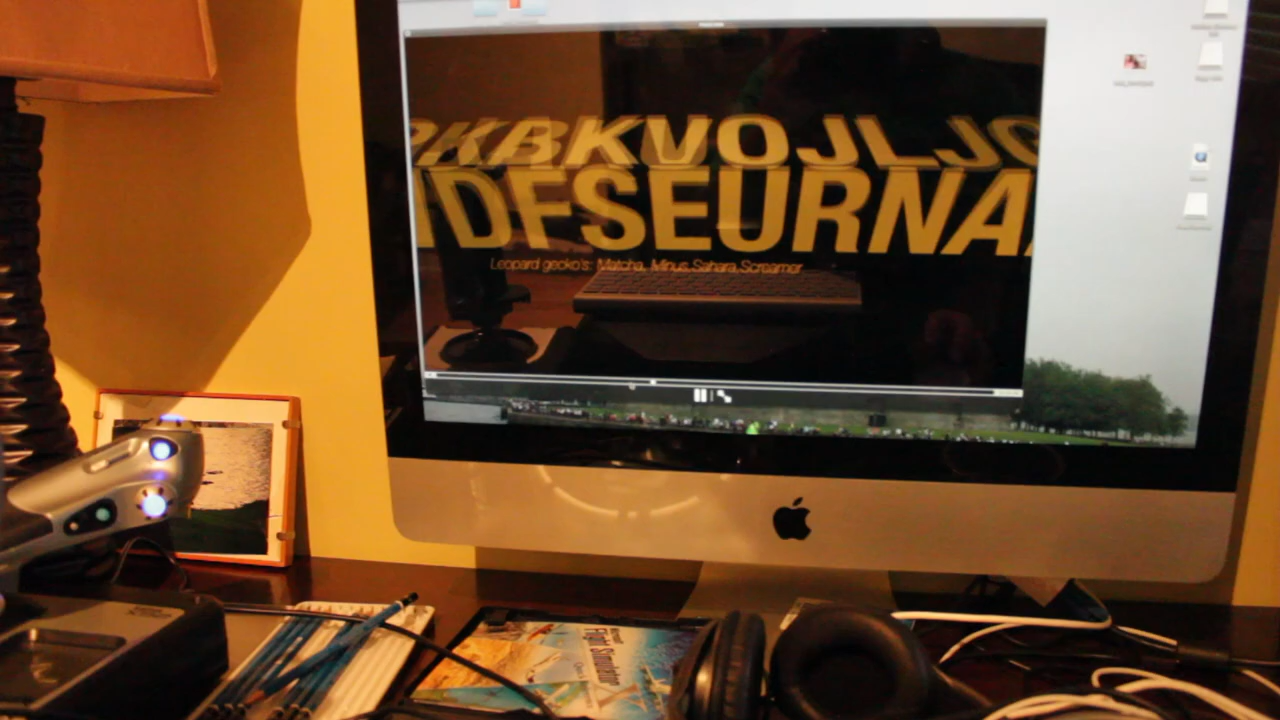 RKBKVOJLJO
IDFSEURNA
Leopard gecko's: Matcha, Minus, Sahara, Screamer
Flight Simulator